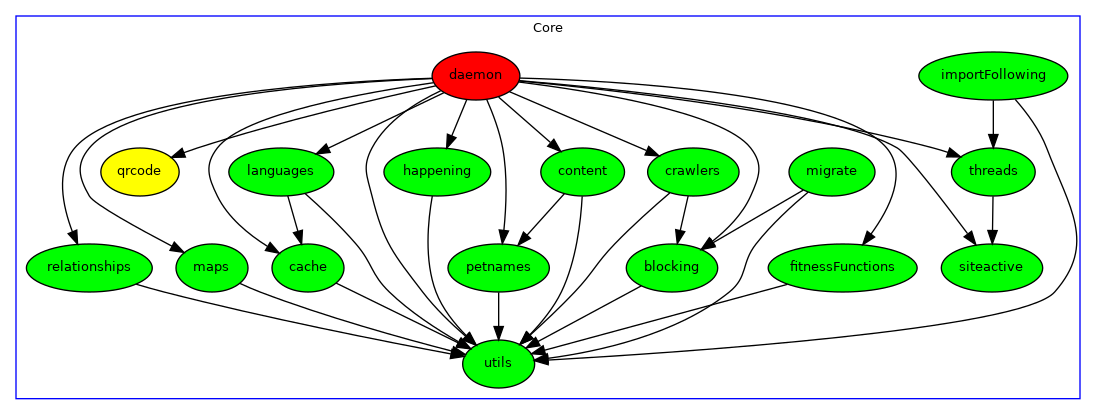 Core
daemon
importFollowing
qrcode
languages
happening
content
crawlers
migrate
threads
relationships
maps
cache
petnames
blocking
fitnessFunctions
siteactive
utils